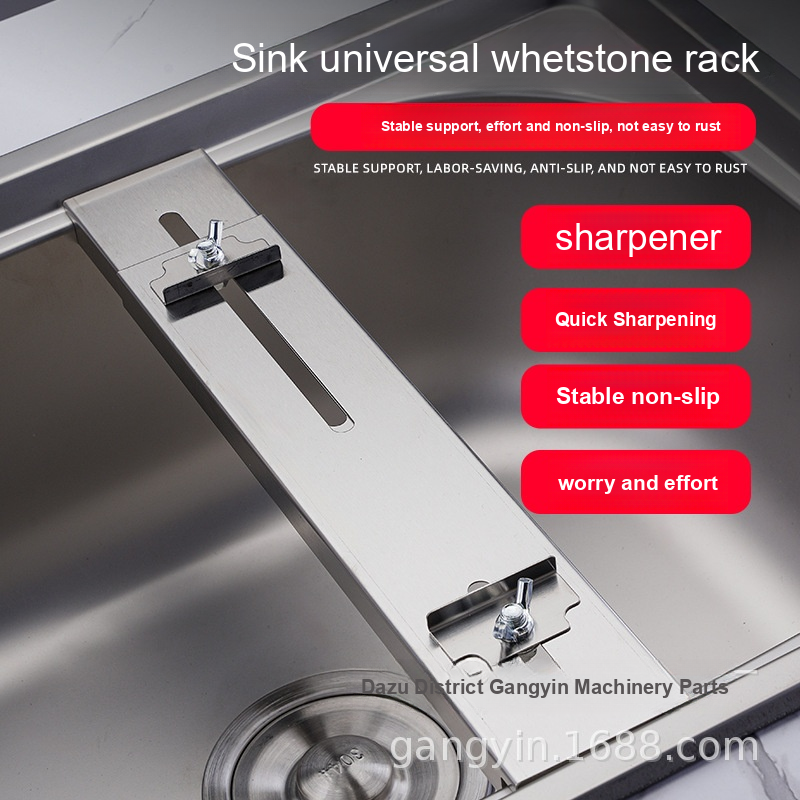 Sink universal whetstone rack
Stable support, effort and non-slip, not easy to rust
STABLE SUPPORT, LABOR-SAVING, ANTI-SLIP, AND NOT EASY TO RUST
sharpener
Quick Sharpening
Stable non-slip
worry and effort
Dazu District Gangyin Machinery Parts
gangyin.1688.com